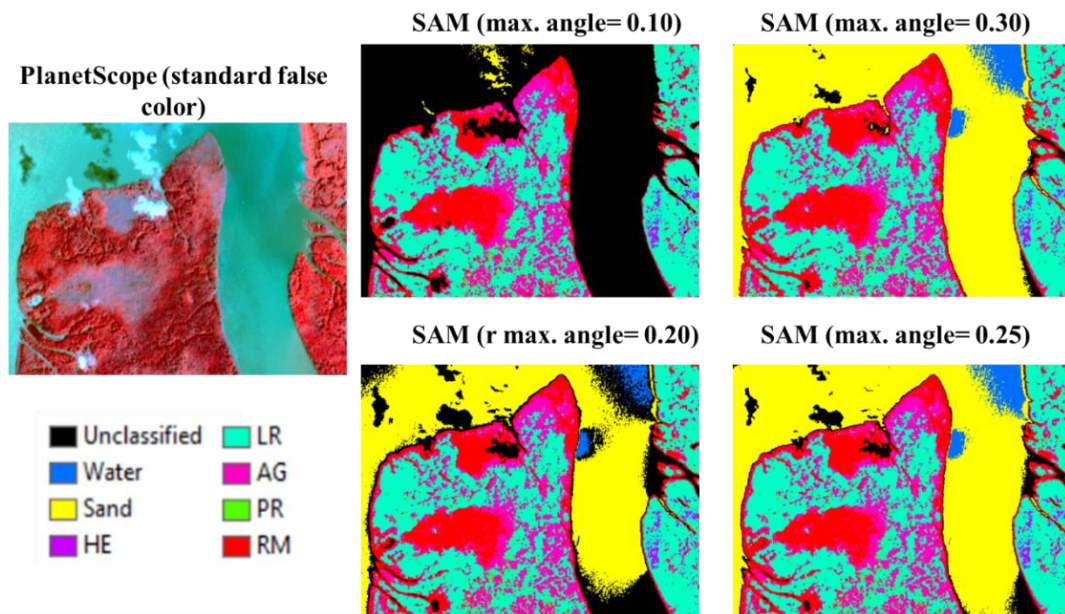 SAM (max. angle= 0.10)
SAM (max. angle= 0.30)
PlanetScope (standard false
color)
SAM (r max. angle= 0.20)
SAM (max. angle= 0.25)
Unclassified
LR
Water
AG
Sand
PR
HE
RM